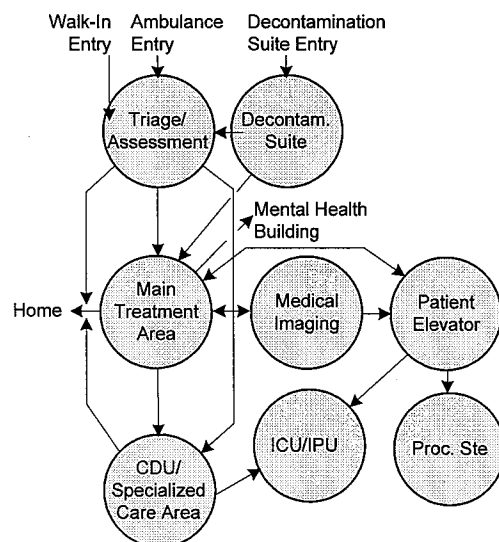 Walk-In
Entry
Ambulance
Entry
Decontamination
Suite Entry
Triage/
Assessment
Decontam.
Suite
Mental Health
Building
Home
Main
Treatment
Area
Medical
Imaging
Patient
Elevator
CDU/
Specialized
Care Area
ICU/IPU
Proc. Ste